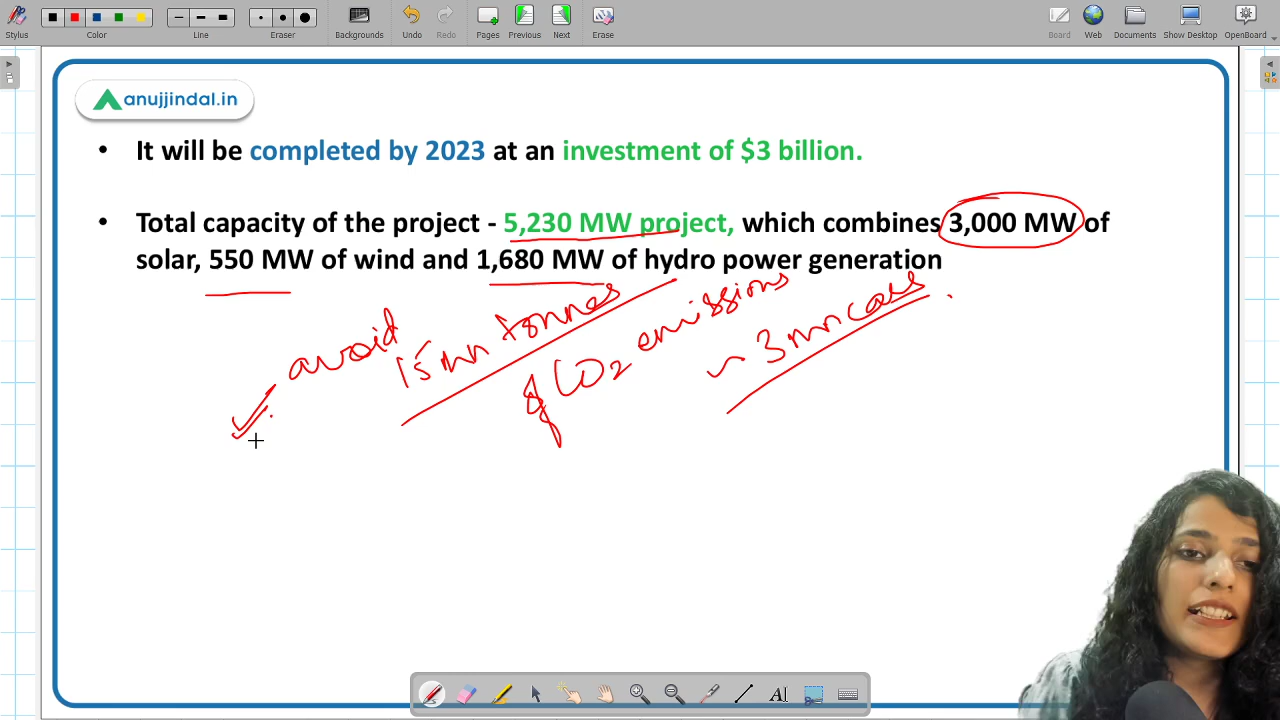 Stylus
Color
Line
Eraser
Backgrounds
Undo
Redo
Pages
Previous
Next
Erase
Board
Web
Documents
Show Desktop
OpenBoard
anujjindal.in
• It will be completed by 2023 at an investment of $3 billion.
• Total capacity of the project - 5,230 MW project, which combines 3,000 MW of
solar, 550 MW of wind and 1,680 MW of hydro power generation
avoid
15 mn tonnes
of CO2 emissions
~ 3 mn cars